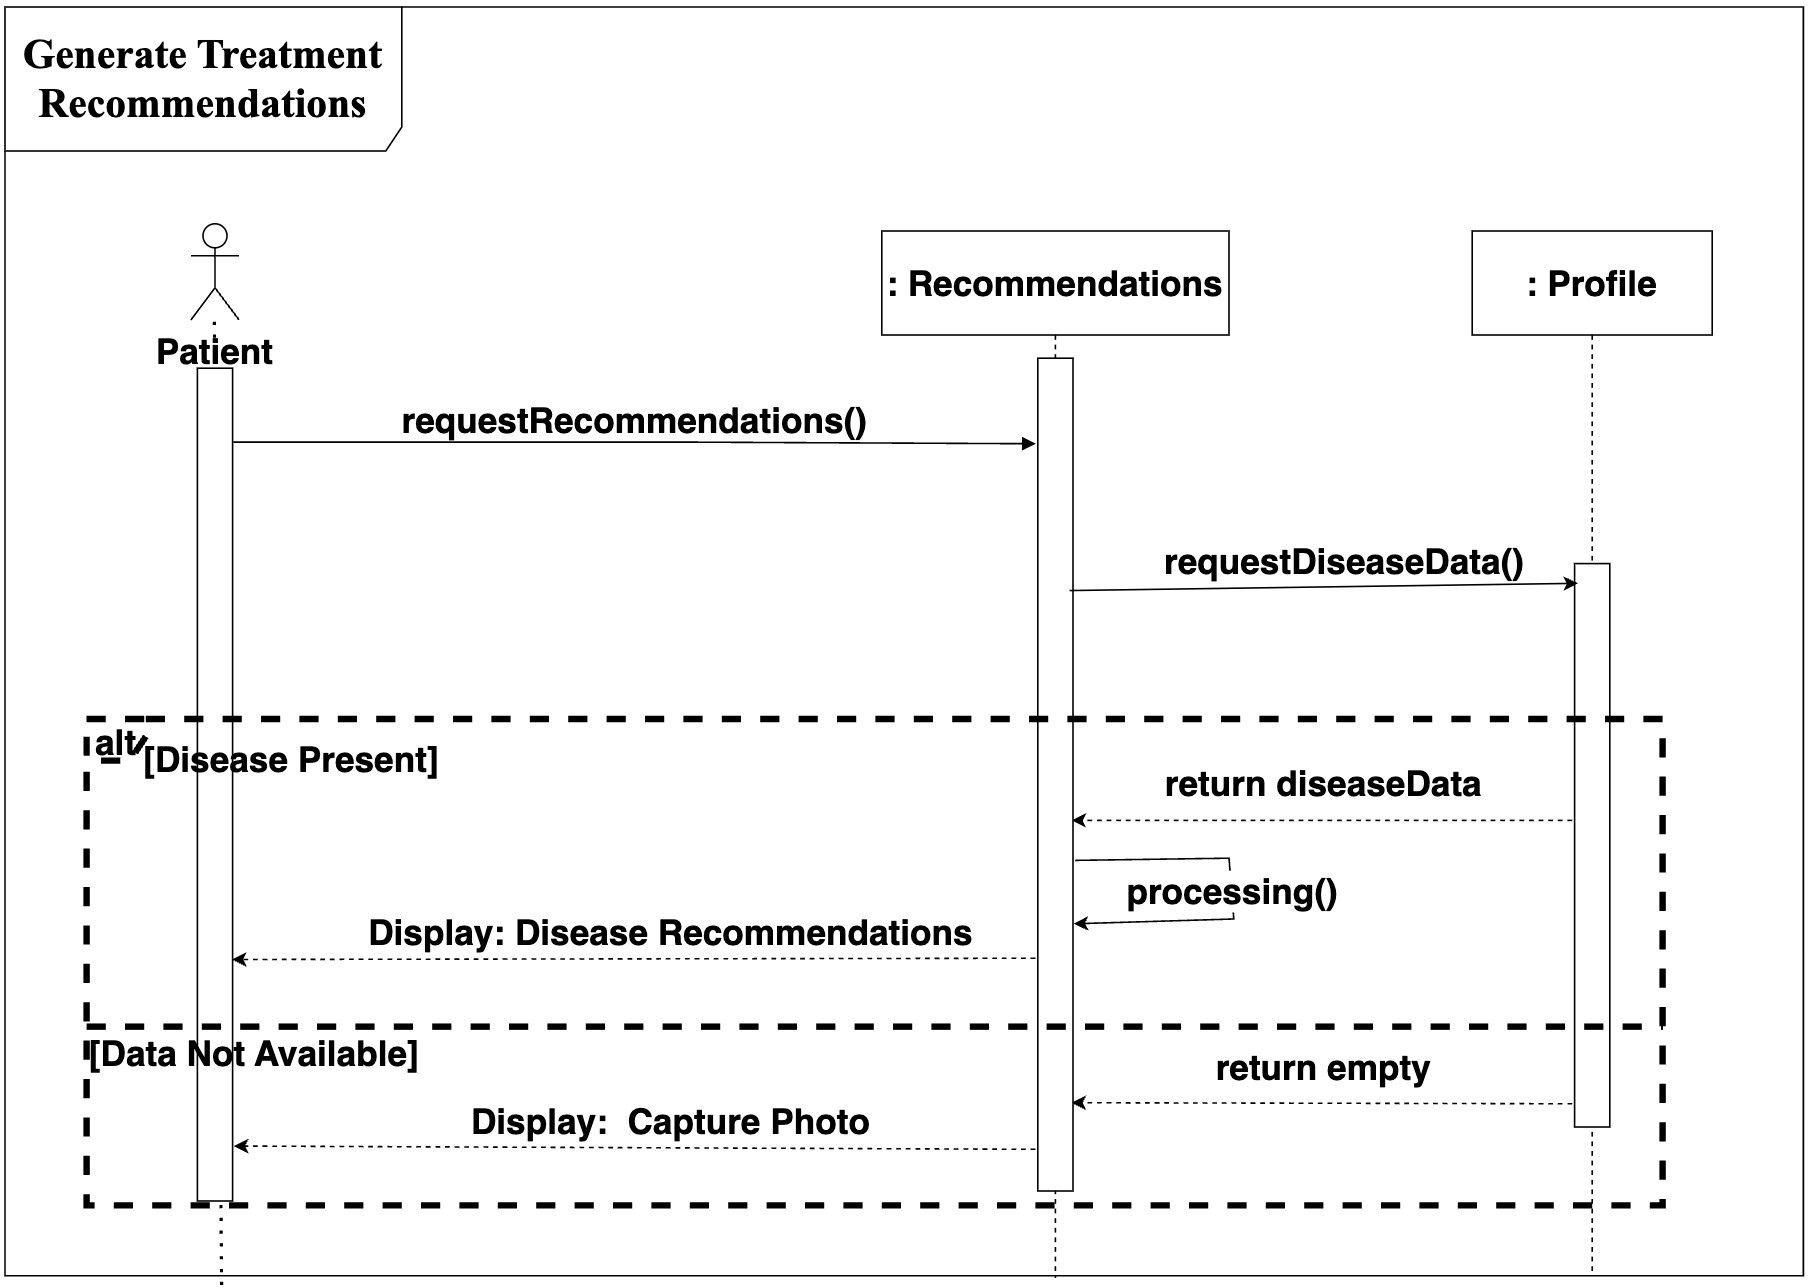 Generate Treatment
Recommendations
Patient
: Recommendations
: Profile
requestRecommendations()
requestDiseaseData()
alt
[Disease Present]
return diseaseData
processing()
Display: Disease Recommendations
[Data Not Available]
return empty
Display:  Capture Photo